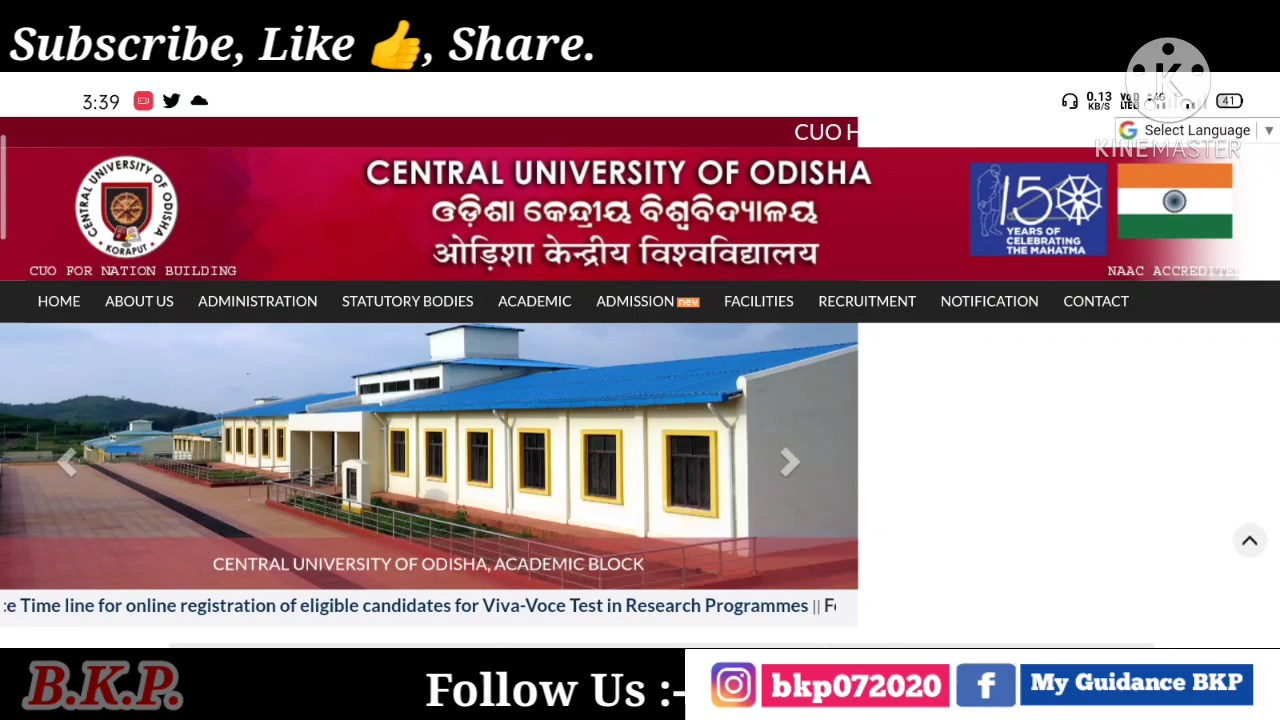 Subscribe, Like 👍, Share.
3:39
0.13 KB/S
4G
41
CUO H
Select Language ▼
KINEMASTER
CENTRAL UNIVERSITY OF ODISHA
KORAPUT
CENTRAL UNIVERSITY OF ODISHA
ଓଡ଼ିଶା କେନ୍ଦ୍ରୀୟ ବିଶ୍ୱବିଦ୍ୟାଳୟ
ओड़िशा केन्द्रीय विश्वविद्यालय
150
YEARS OF
CELEBRATING
THE MAHATMA
CUO FOR NATION BUILDING
NAAC ACCREDITED
HOME ABOUT US ADMINISTRATION STATUTORY BODIES ACADEMIC ADMISSION new FACILITIES RECRUITMENT NOTIFICATION CONTACT
CENTRAL UNIVERSITY OF ODISHA, ACADEMIC BLOCK
:e Time line for online registration of eligible candidates for Viva-Voce Test in Research Programmes || Fo
B.K.P.
Follow Us :-
bkp072020
f
My Guidance BKP